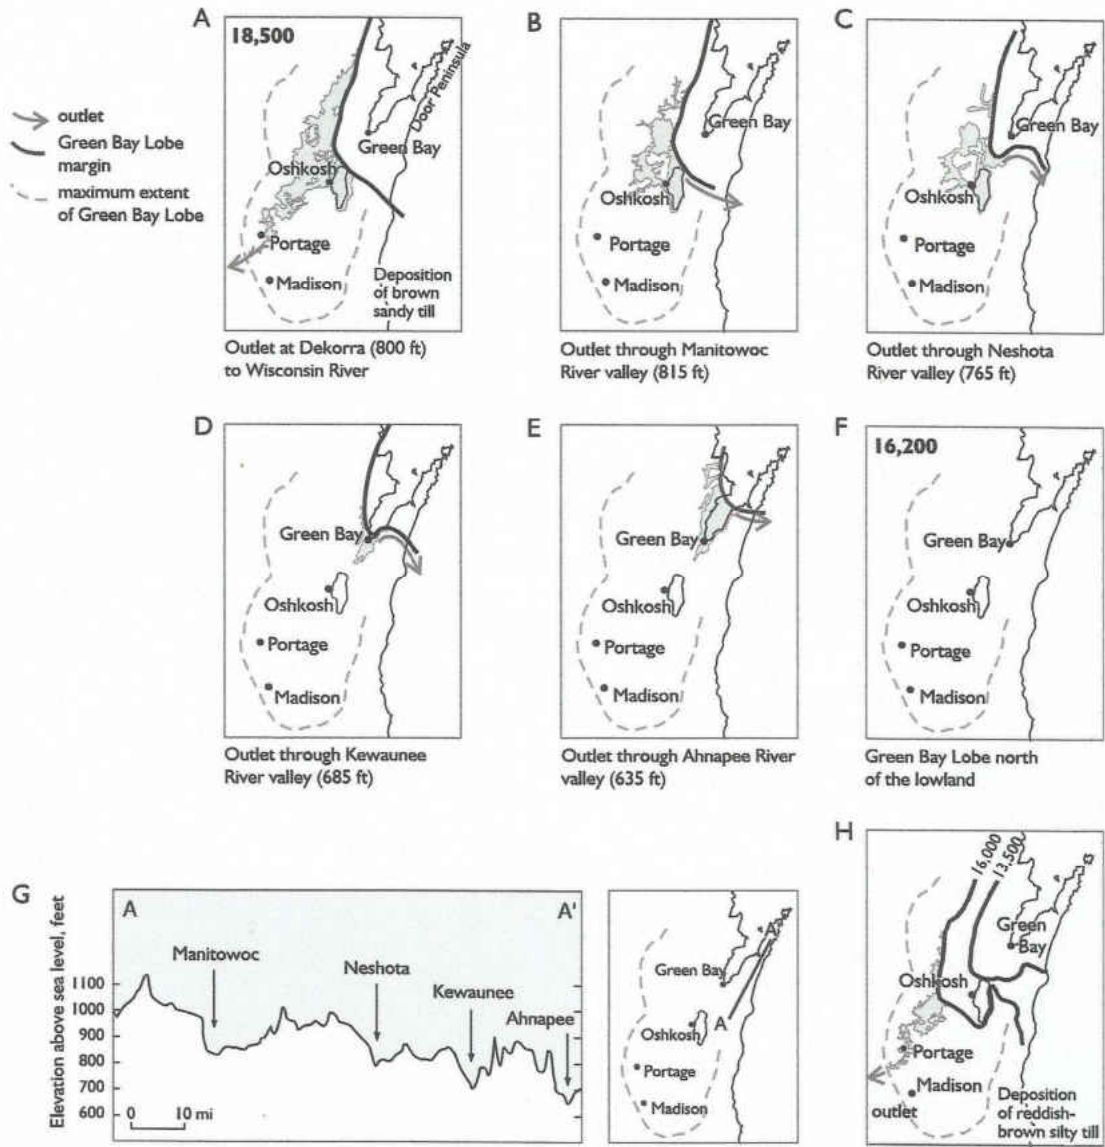 A
18,500
Door Peninsula
Green Bay
Oshkosh
Portage
Madison
Deposition
of brown
sandy till
Outlet at Dekorra (800 ft)
to Wisconsin River
outlet
Green Bay Lobe
margin
maximum extent
of Green Bay Lobe
B
Green Bay
Oshkosh
Portage
Madison
Outlet through Manitowoc
River valley (815 ft)
C
Green Bay
Oshkosh
Portage
Madison
Outlet through Neshota
River valley (765 ft)
D
Green Bay
Oshkosh
Portage
Madison
Outlet through Kewaunee
River valley (685 ft)
E
Green Bay
Oshkosh
Portage
Madison
Outlet through Ahnapee River
valley (635 ft)
F
16,200
Green Bay
Oshkosh
Portage
Madison
Green Bay Lobe north
of the lowland
G
Elevation above sea level, feet
A
A'
Manitowoc
Neshota
Kewaunee
Ahnapee
1100
1000
900
800
700
600
0 10 mi
A'
Green Bay
Oshkosh
A
Portage
Madison
H
16,000
13,500
Green
Bay
Oshkosh
Portage
Madison
outlet
Deposition
of reddish-
brown silty till